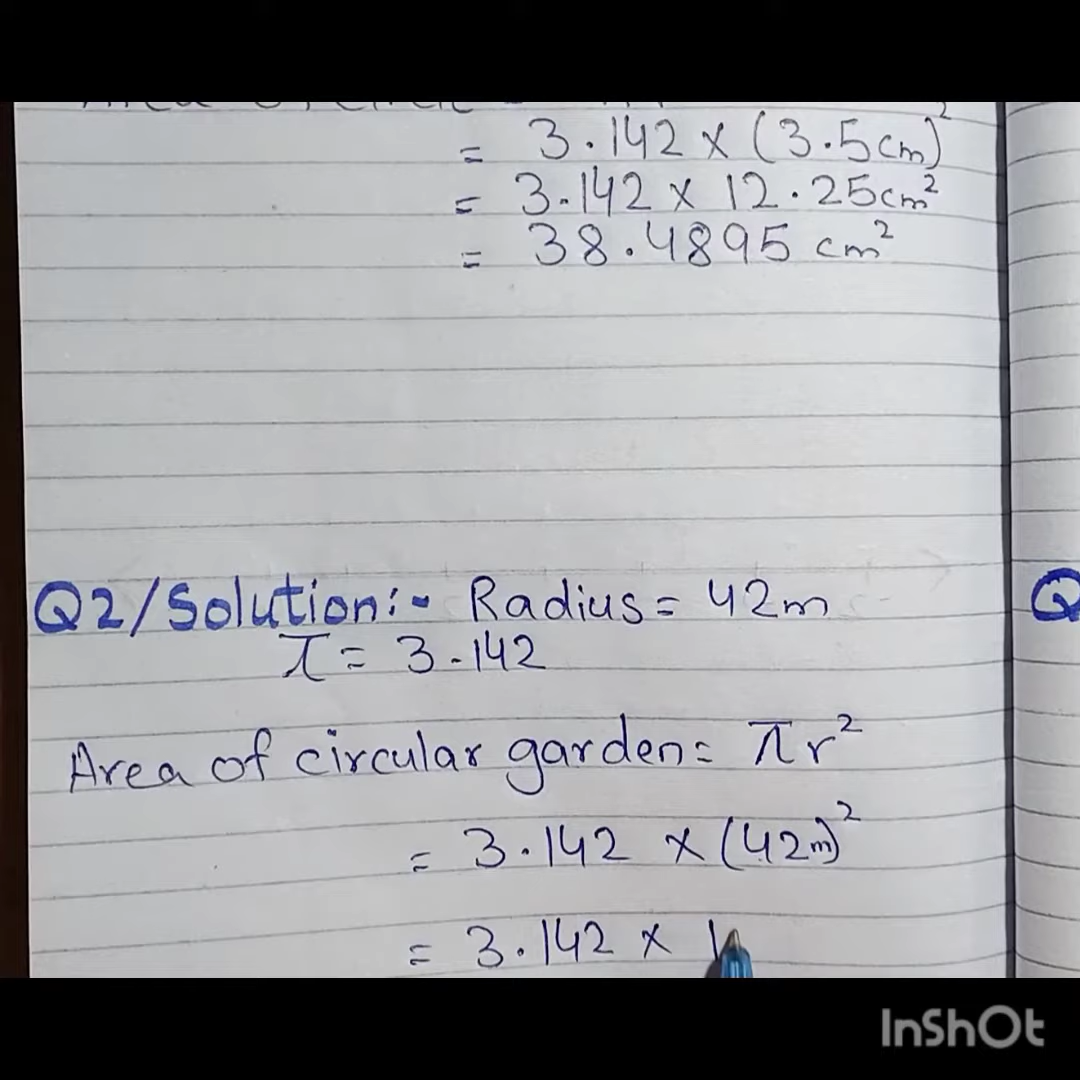 = 3.142 × (3.5cm)²
= 3.142 × 12.25cm²
= 38.4895 cm²
Q2/Solution:- Radius = 42m
π = 3.142
Area of circular garden = πr²
= 3.142 × (42m)²
= 3.142 × 1
Q
InShOt